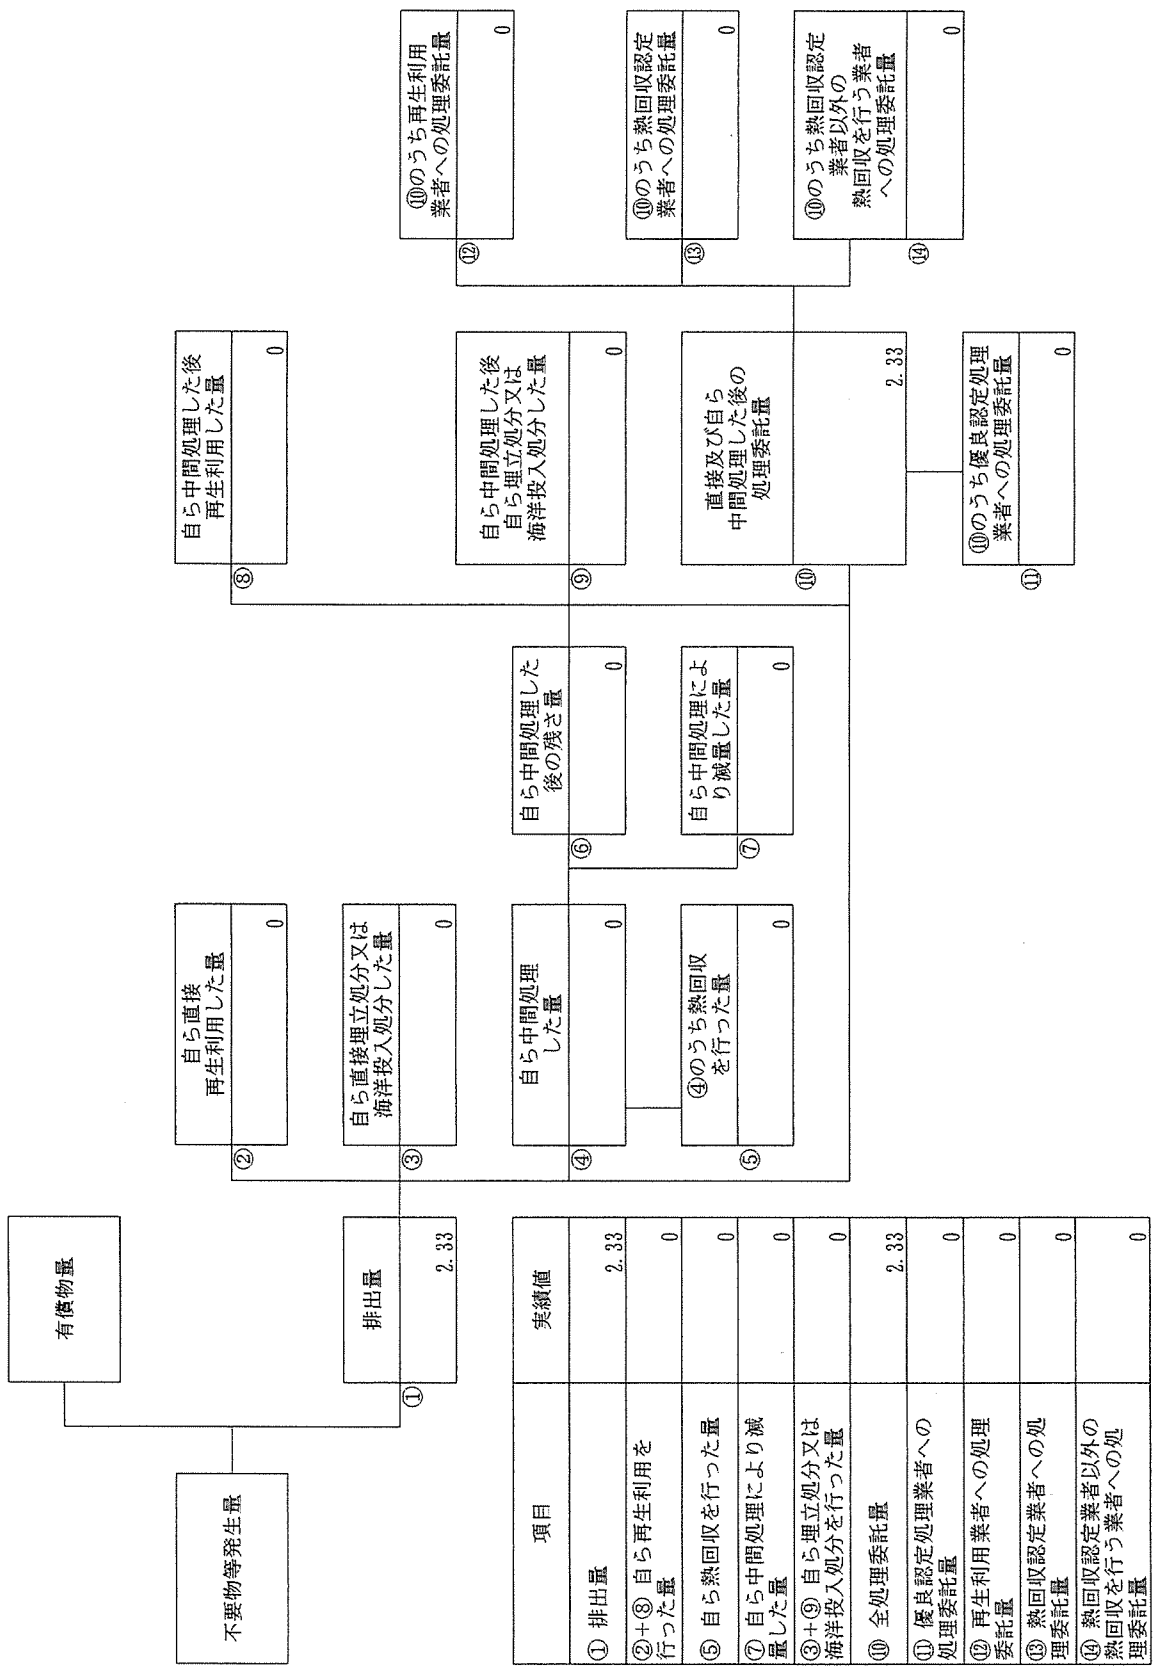 不要物等発生量
有償物量
排出量
①
2.33
自ら直接
再生利用した量
②
0
自ら直接埋立処分又は
海洋投入処分した量
③
0
自ら中間処理
した量
④
0
④のうち熱回収
を行った量
⑤
0
自ら中間処理した
後の残さ量
⑥
0
自ら中間処理によ
り減量した量
⑦
0
自ら中間処理した後
再生利用した量
⑧
0
自ら中間処理した後
自ら埋立処分又は
海洋投入処分した量
⑨
0
直接及び自ら
中間処理した後の
処理委託量
⑩
2.33
⑩のうち優良認定処理
業者への処理委託量
⑪
0
⑩のうち再生利用
業者への処理委託量
⑫
0
⑩のうち熱回収認定
業者への処理委託量
⑬
0
⑩のうち熱回収認定
業者以外の
熱回収を行う業者
への処理委託量
⑭
0
項目 実績値
① 排出量 2.33
②+⑧ 自ら再生利用を
行った量 0
⑤ 自ら熱回収を行った量 0
⑦ 自ら中間処理により減
量した量 0
③+⑨ 自ら埋立処分又は
海洋投入処分を行った量 0
⑩ 全処理委託量 2.33
⑪ 優良認定処理業者への
処理委託量 0
⑫ 再生利用業者への処理
委託量 0
⑬ 熱回収認定業者への処
理委託量 0
⑭ 熱回収認定業者以外の
熱回収を行う業者への処
理委託量 0